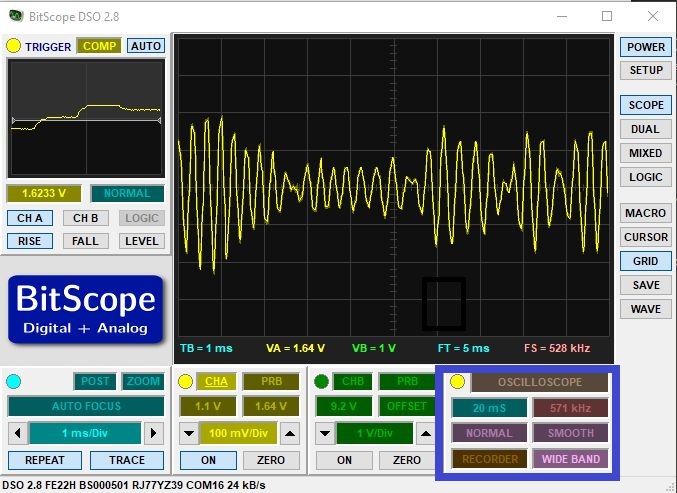 BitScope DSO 2.8
TRIGGER COMP AUTO
1.6233 V NORMAL
CH A CH B LOGIC
RISE FALL LEVEL
BitScope
Digital + Analog
TB = 1 ms VA = 1.64 V VB = 1 V FT = 5 ms FS = 528 kHz
POWER
SETUP
SCOPE
DUAL
MIXED
LOGIC
MACRO
CURSOR
GRID
SAVE
WAVE
POST ZOOM
AUTO FOCUS
1 ms/Div
REPEAT TRACE
CHA PRB
1.1 V 1.64 V
100 mV/Div
ON ZERO
CHB PRB
9.2 V OFFSET
1 V/Div
ON ZERO
OSCILLOSCOPE
20 mS 571 kHz
NORMAL SMOOTH
RECORDER WIDE BAND
DSO 2.8 FE22H BS000501 RJ77YZ39 COM16 24 kB/s